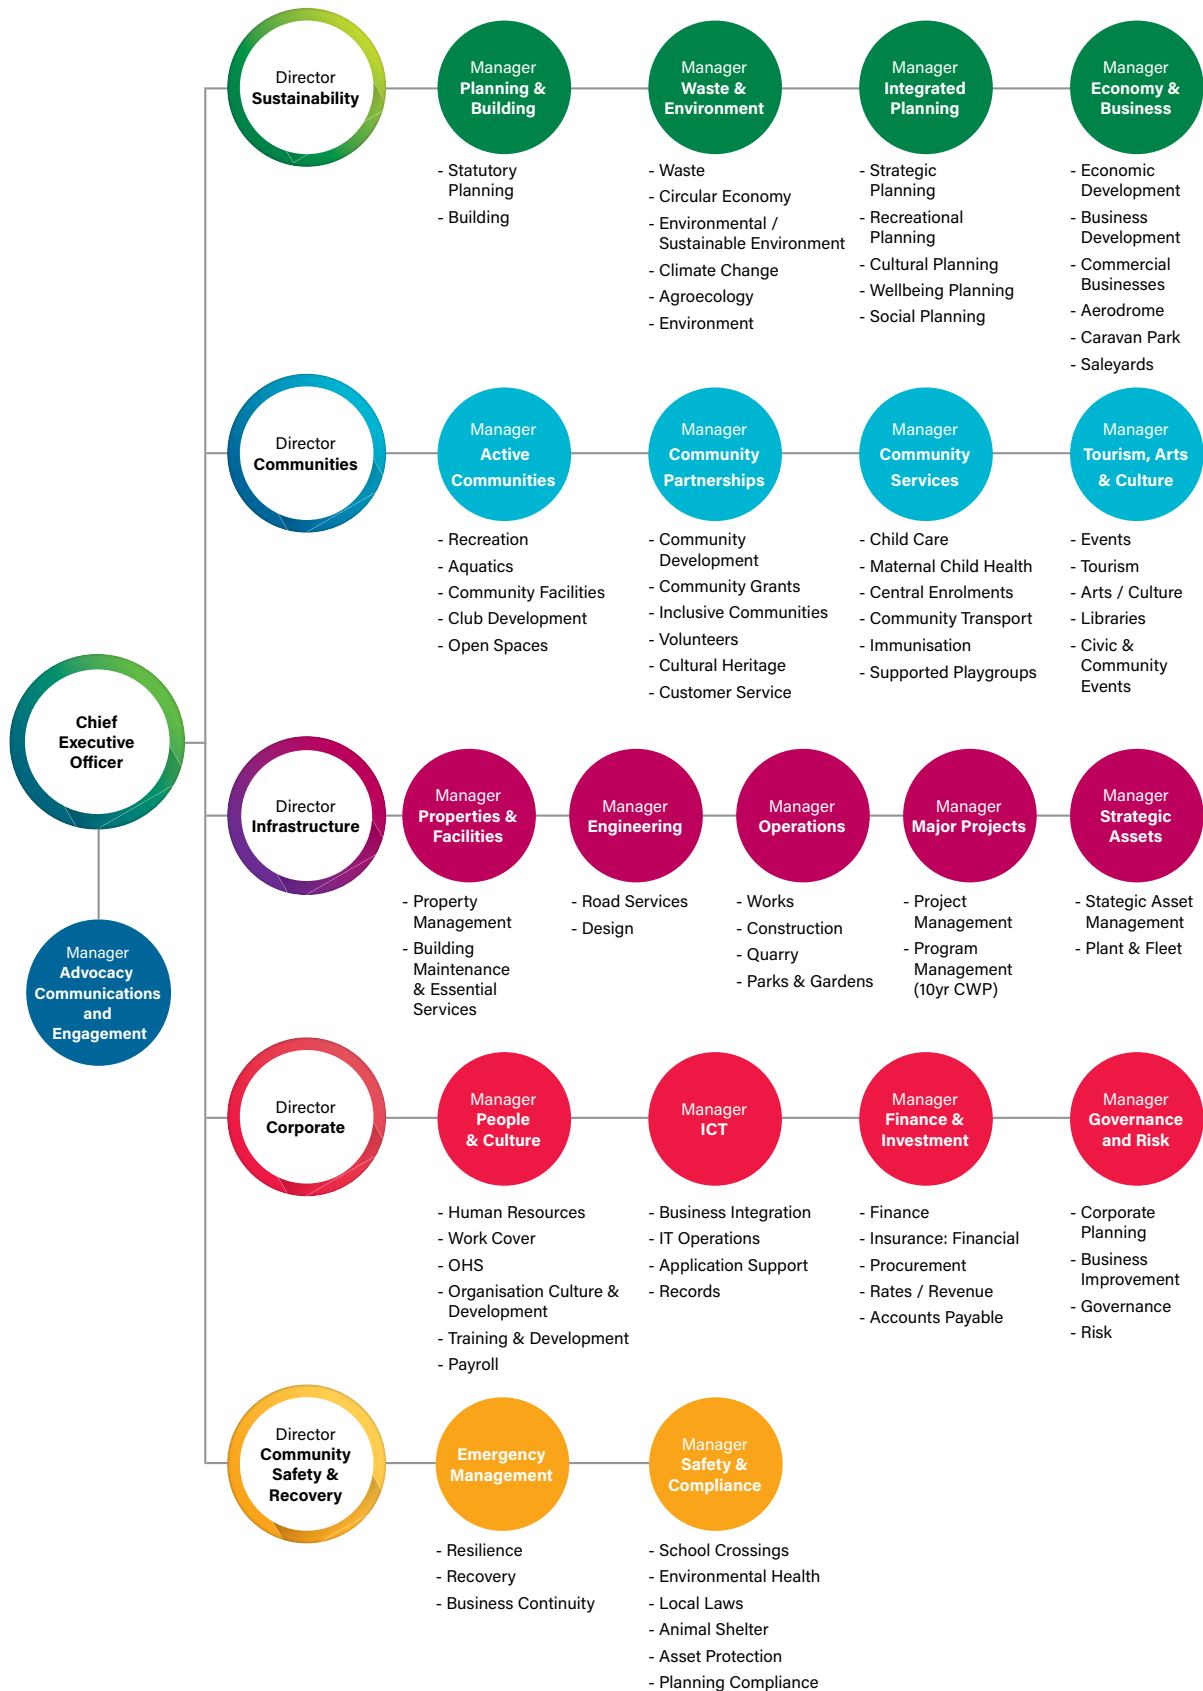 Director
Sustainability
Manager
Planning &
Building
- Statutory
Planning
- Building
Manager
Waste &
Environment
- Waste
- Circular Economy
- Environmental /
Sustainable Environment
- Climate Change
- Agroecology
- Environment
Manager
Integrated
Planning
- Strategic
Planning
- Recreational
Planning
- Cultural Planning
- Wellbeing Planning
- Social Planning
Manager
Economy &
Business
- Economic
Development
- Business
Development
- Commercial
Businesses
- Aerodrome
- Caravan Park
- Saleyards
Director
Communities
Manager
Active
Communities
- Recreation
- Aquatics
- Community Facilities
- Club Development
- Open Spaces
Manager
Community
Partnerships
- Community
Development
- Community Grants
- Inclusive Communities
- Volunteers
- Cultural Heritage
- Customer Service
Manager
Community
Services
- Child Care
- Maternal Child Health
- Central Enrolments
- Community Transport
- Immunisation
- Supported Playgroups
Manager
Tourism, Arts
& Culture
- Events
- Tourism
- Arts / Culture
- Libraries
- Civic &
Community
Events
Chief
Executive
Officer
Manager
Advocacy
Communications
and
Engagement
Director
Infrastructure
Manager
Properties &
Facilities
- Property
Management
- Building
Maintenance
& Essential
Services
Manager
Engineering
- Road Services
- Design
Manager
Operations
- Works
- Construction
- Quarry
- Parks & Gardens
Manager
Major Projects
- Project
Management
- Program
Management
(10yr CWP)
Manager
Strategic
Assets
- Stategic Asset
Management
- Plant & Fleet
Director
Corporate
Manager
People
& Culture
- Human Resources
- Work Cover
- OHS
- Organisation Culture &
Development
- Training & Development
- Payroll
Manager
ICT
- Business Integration
- IT Operations
- Application Support
- Records
Manager
Finance &
Investment
- Finance
- Insurance: Financial
- Procurement
- Rates / Revenue
- Accounts Payable
Manager
Governance
and Risk
- Corporate
Planning
- Business
Improvement
- Governance
- Risk
Director
Community
Safety &
Recovery
Emergency
Management
- Resilience
- Recovery
- Business Continuity
Manager
Safety &
Compliance
- School Crossings
- Environmental Health
- Local Laws
- Animal Shelter
- Asset Protection
- Planning Compliance